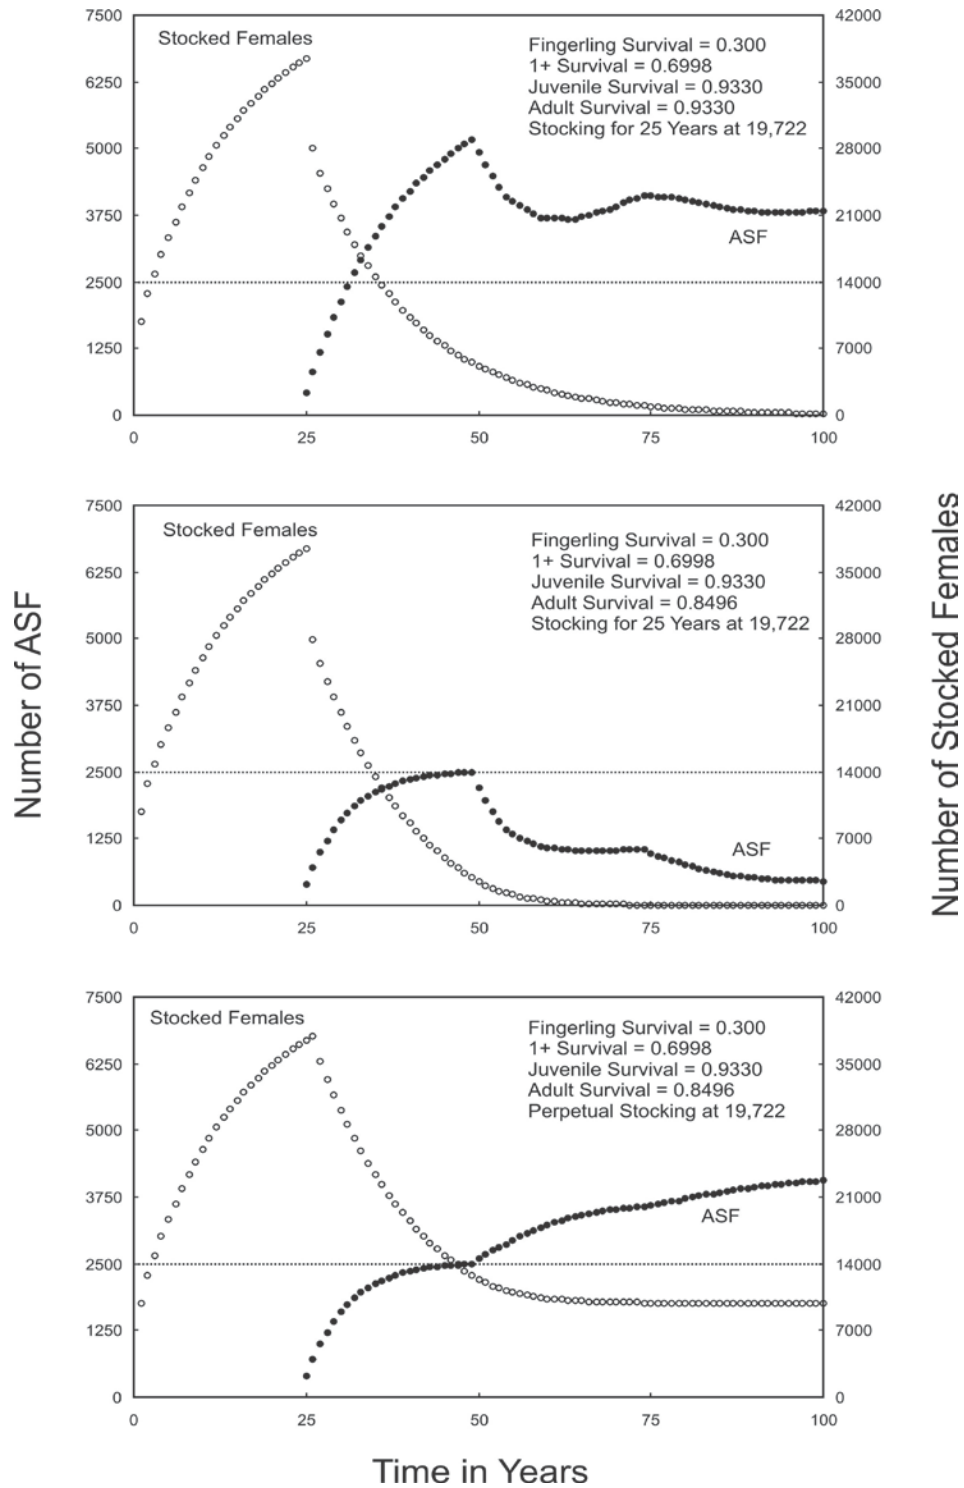 7500
6250
5000
3750
2500
1250
0
42000
35000
28000
21000
14000
7000
0
0
25
50
75
100
Stocked Females
Fingerling Survival = 0.300
1+ Survival = 0.6998
Juvenile Survival = 0.9330
Adult Survival = 0.9330
Stocking for 25 Years at 19,722
ASF
7500
6250
5000
3750
2500
1250
0
42000
35000
28000
21000
14000
7000
0
0
25
50
75
100
Stocked Females
Fingerling Survival = 0.300
1+ Survival = 0.6998
Juvenile Survival = 0.9330
Adult Survival = 0.8496
Stocking for 25 Years at 19,722
ASF
Number of ASF
Number of Stocked Females
7500
6250
5000
3750
2500
1250
0
42000
35000
28000
21000
14000
7000
0
0
25
50
75
100
Stocked Females
Fingerling Survival = 0.300
1+ Survival = 0.6998
Juvenile Survival = 0.9330
Adult Survival = 0.8496
Perpetual Stocking at 19,722
ASF
Time in Years